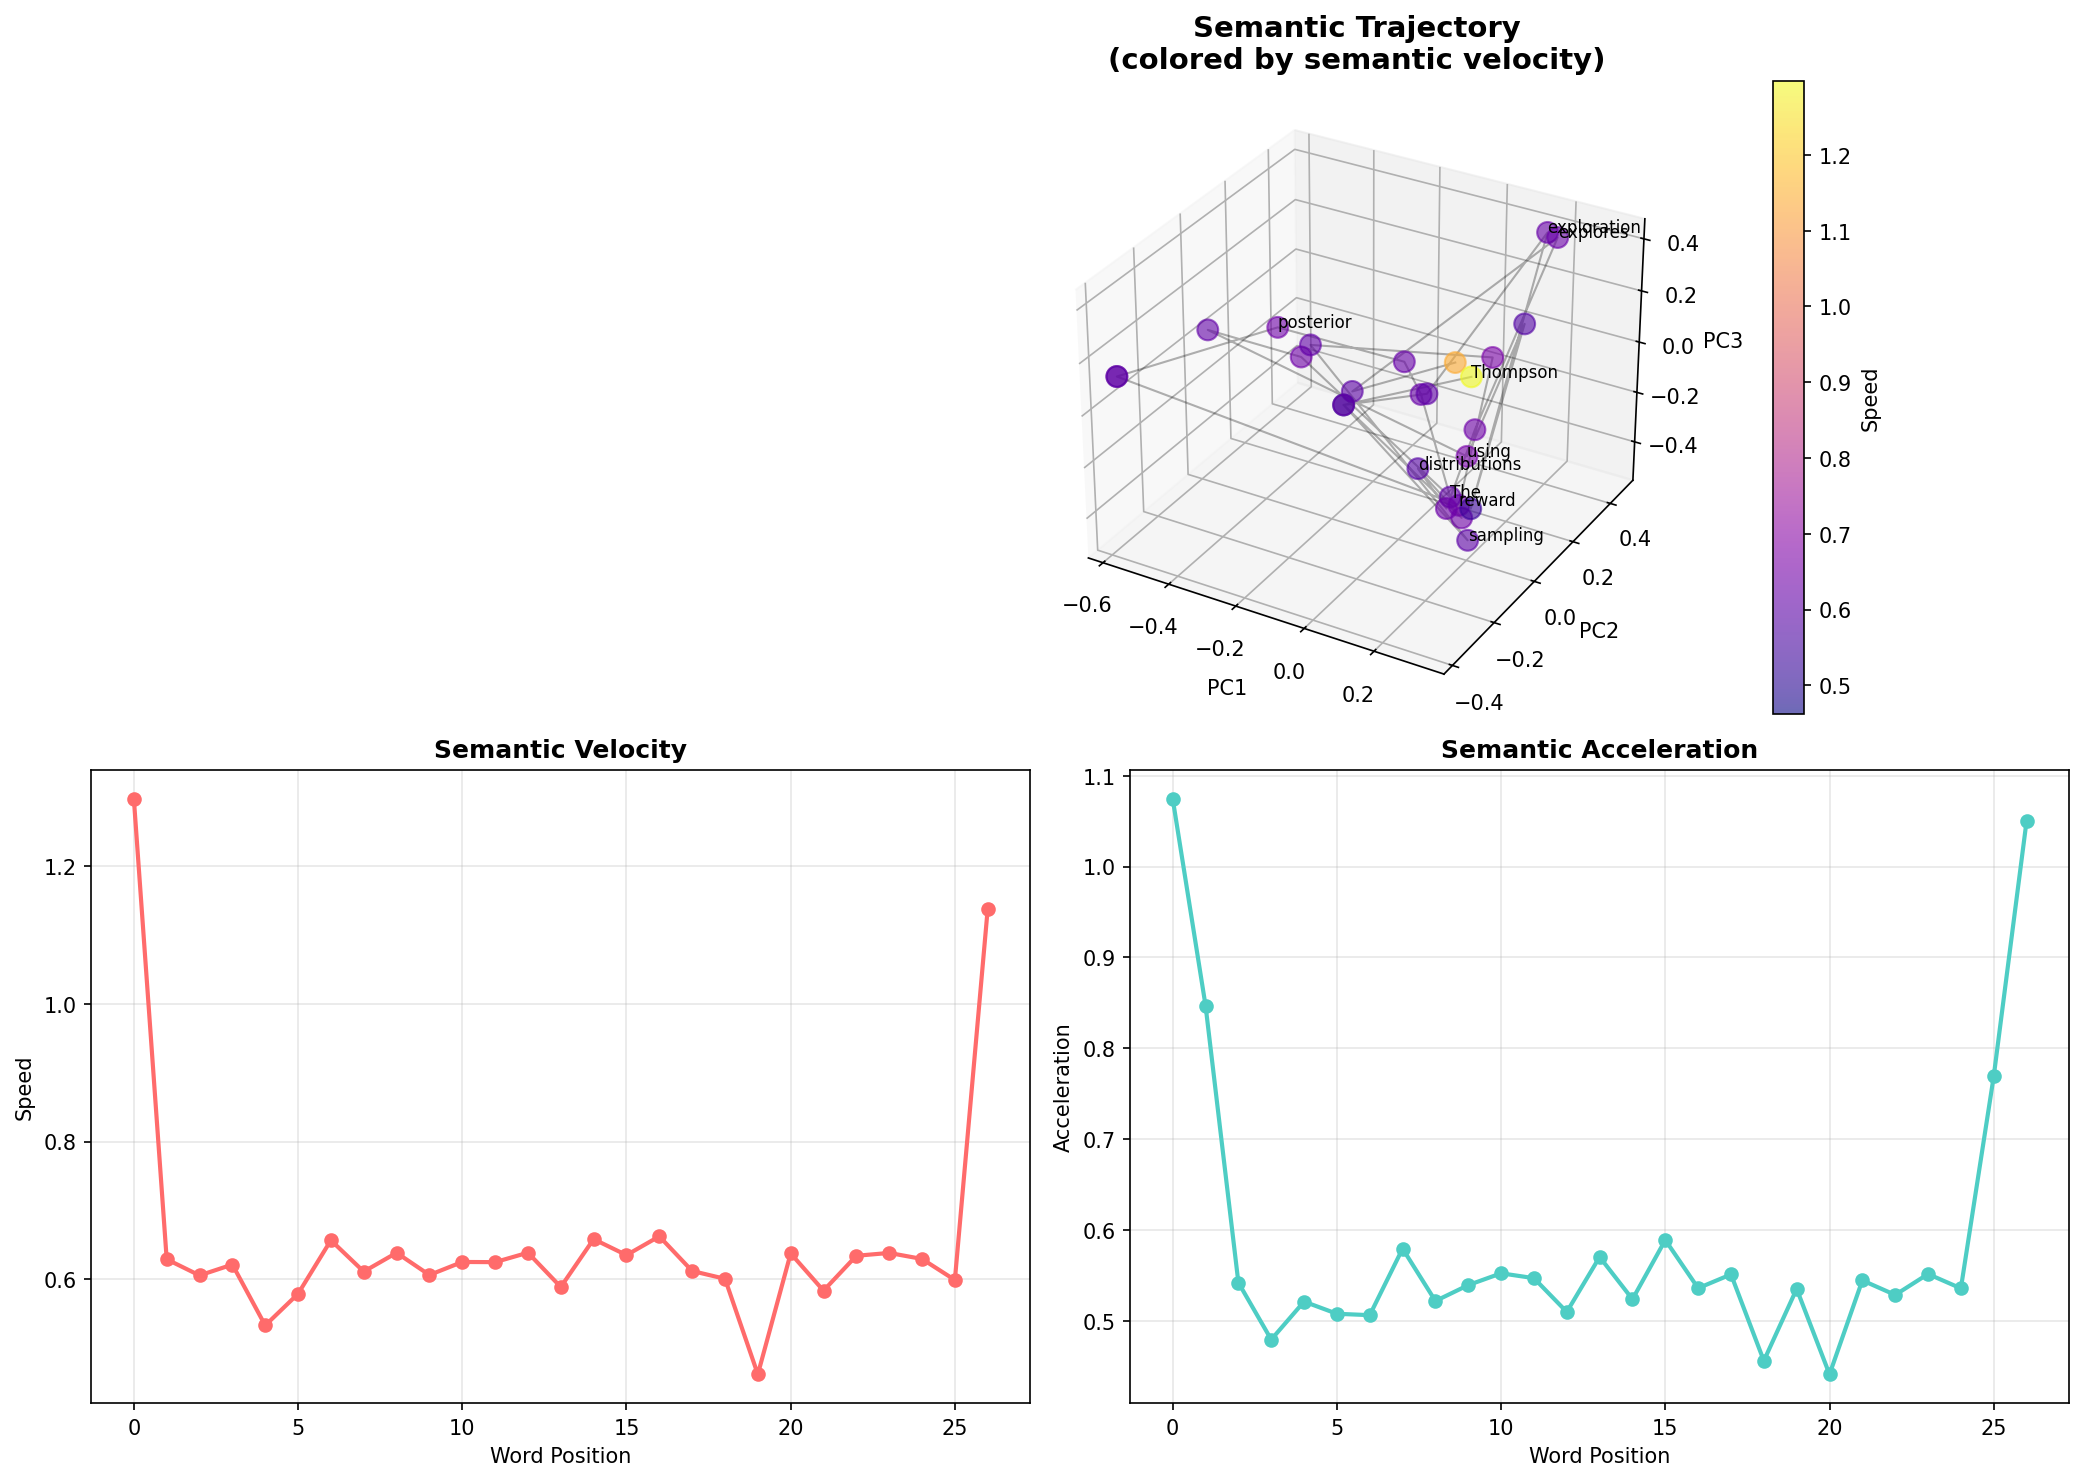 Semantic Trajectory
(colored by semantic velocity)
exploration
explores
posterior
Thompson
using
distributions
The
reward
sampling
0.4
0.2
0.0
−0.2
−0.4
PC3
−0.6
−0.4
−0.2
0.0
0.2
PC1
−0.4
−0.2
0.0
0.2
0.4
PC2
1.2
1.1
1.0
0.9
0.8
0.7
0.6
0.5
Speed
Semantic Velocity
1.2
1.0
0.8
0.6
Speed
0 5 10 15 20 25
Word Position
Semantic Acceleration
1.1
1.0
0.9
0.8
0.7
0.6
0.5
Acceleration
0 5 10 15 20 25
Word Position